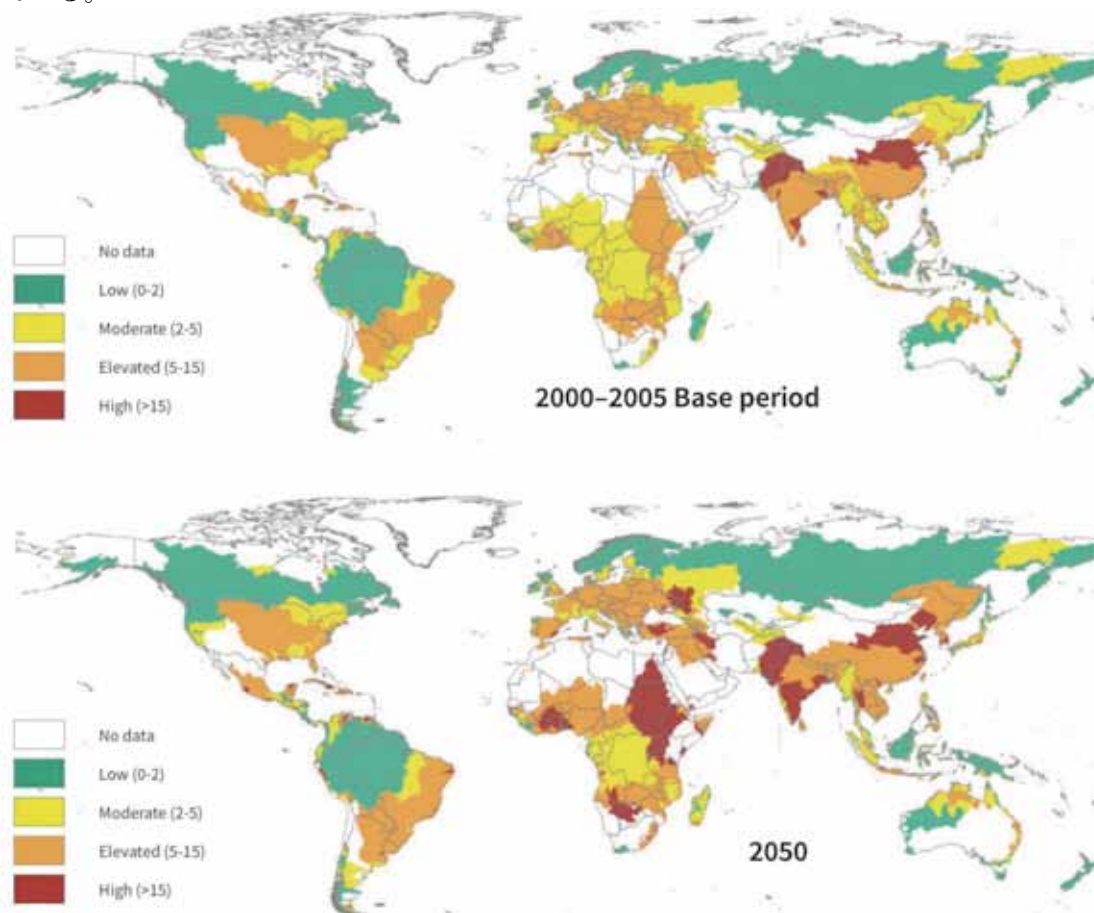 No data
Low (0-2)
Moderate (2-5)
Elevated (5-15)
High (>15)
2000–2005 Base period
No data
Low (0-2)
Moderate (2-5)
Elevated (5-15)
High (>15)
2050